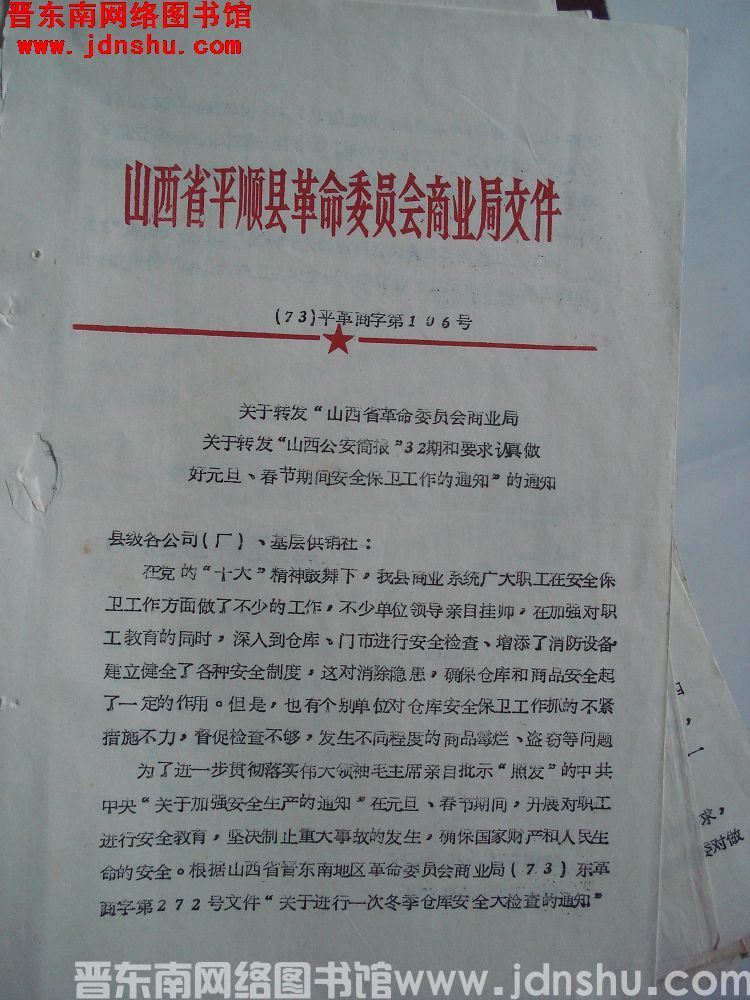 晋东南网络图书馆
www.jdnshu.com
山西省平顺县革命委员会商业局文件
(73)平革商字第106号
关于转发“山西省革命委员会商业局
关于转发“山西公安简报”32期和要求认真做
好元旦、春节期间安全保卫工作的通知”的通知
县级各公司(厂)、基层供销社：
在党的“十大”精神鼓舞下，我县商业系统广大职工在安全保
卫工作方面做了不少的工作，不少单位领导亲自挂帅，在加强对职
工教育的同时，深入到仓库、门市进行安全检查、增添了消防设备
建立健全了各种安全制度，这对消除隐患，确保仓库和商品安全起
了一定的作用。但是，也有个别单位对仓库安全保卫工作抓的不紧
措施不力，督促检查不够，发生不同程度的商品霉烂、盗窃等问题
为了进一步贯彻落实伟大领袖毛主席亲自批示“照发”的中共
中央“关于加强安全生产的通知”在元旦、春节期间，开展对职工
进行安全教育，坚决制止重大事故的发生，确保国家财产和人民生
命的安全。根据山西省晋东南地区革命委员会商业局(73)东革
商字第272号文件“关于进行一次冬季仓库安全大检查的通知”
，一
求，
对做
晋东南网络图书馆www.jdnshu.com